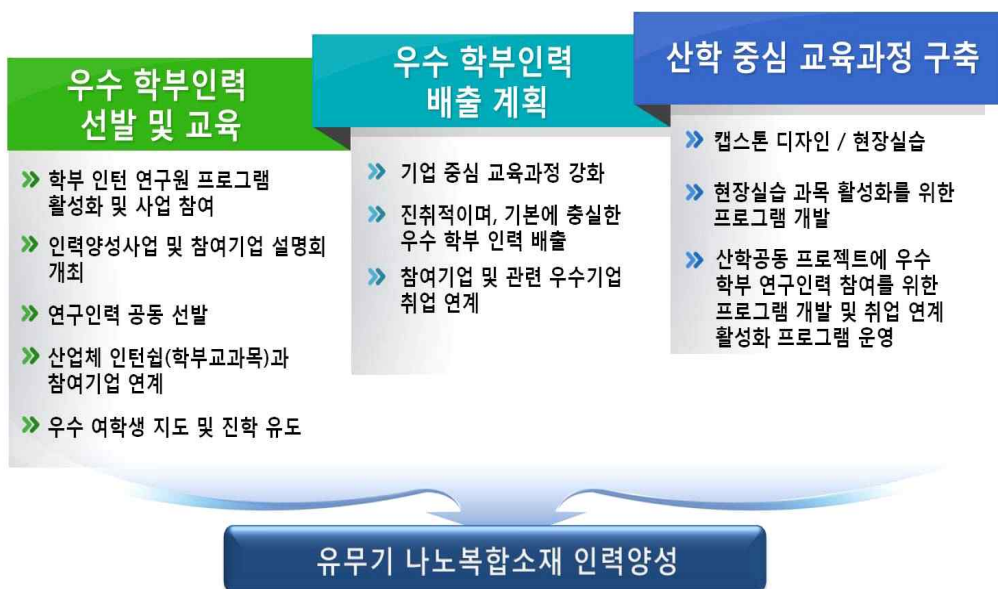 우수 학부인력
선발 및 교육
» 학부 인턴 연구원 프로그램
활성화 및 사업 참여
» 인력양성사업 및 참여기업 설명회
개최
» 연구인력 공동 선발
» 산업체 인턴쉽(학부교과목)과
참여기업 연계
» 우수 여학생 지도 및 진학 유도
우수 학부인력
배출 계획
» 기업 중심 교육과정 강화
» 진취적이며, 기본에 충실한
우수 학부 인력 배출
» 참여기업 및 관련 우수기업
취업 연계
산학 중심 교육과정 구축
» 캡스톤 디자인 / 현장실습
» 현장실습 과목 활성화를 위한
프로그램 개발
» 산학공동 프로젝트에 우수
학부 연구인력 참여를 위한
프로그램 개발 및 취업 연계
활성화 프로그램 운영
유무기 나노복합소재 인력양성